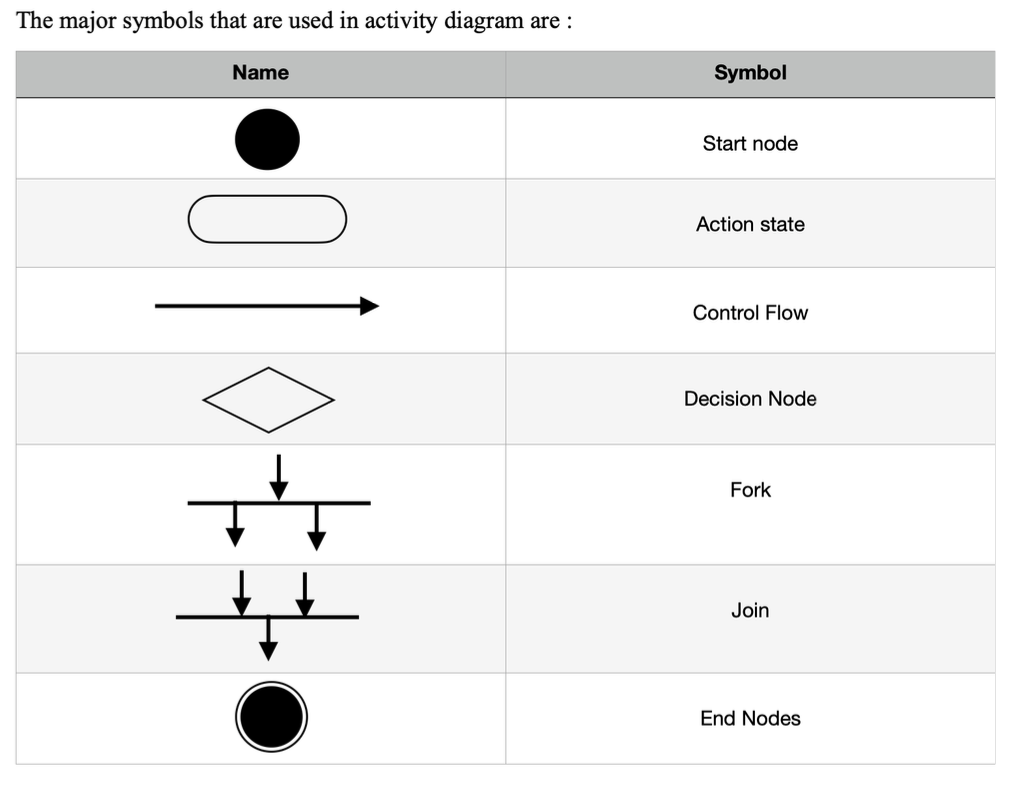 The major symbols that are used in activity diagram are :
Name Symbol
Start node
Action state
Control Flow
Decision Node
Fork
Join
End Nodes